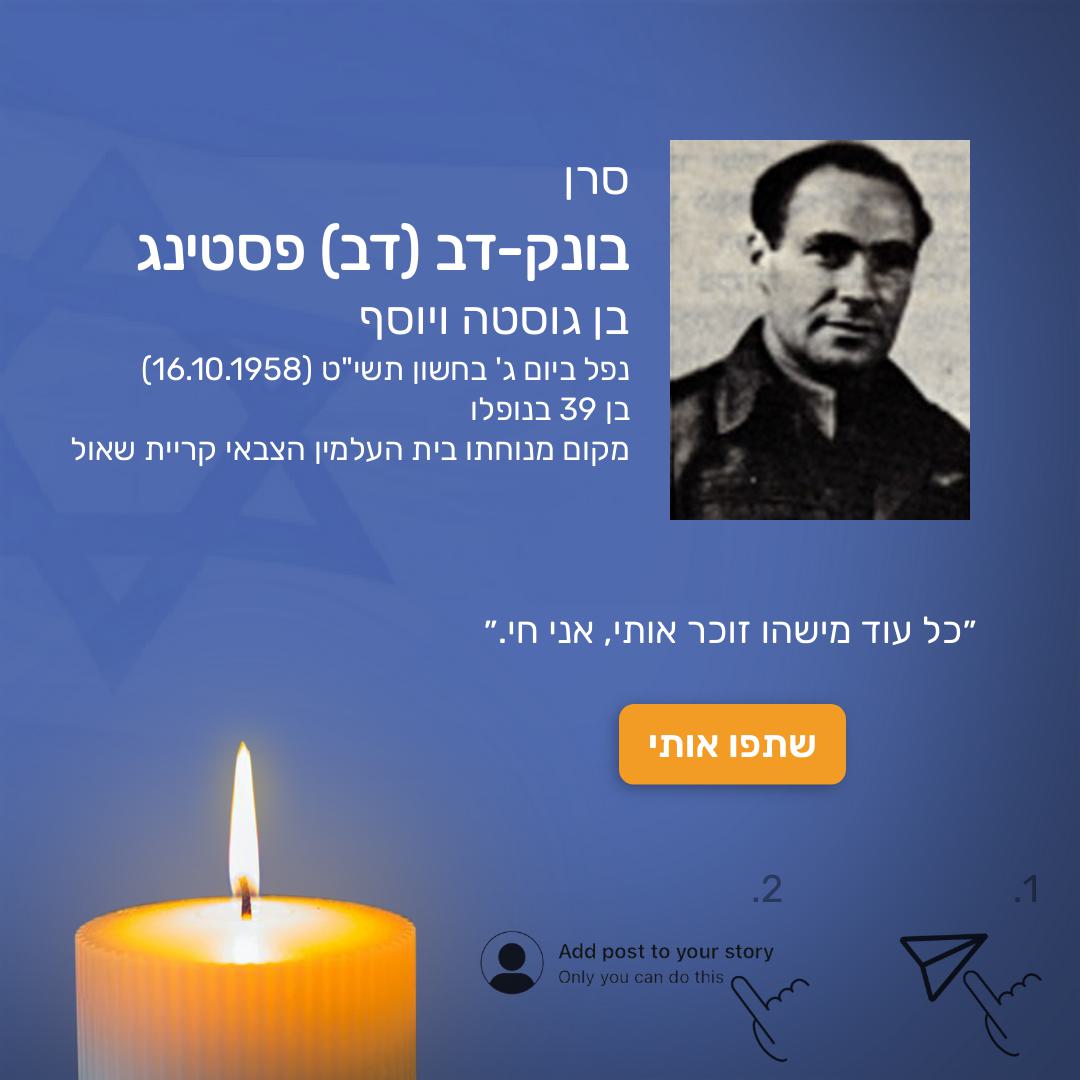 סרן
בונק-דב (דב) פסטינג
בן גוסטה ויוסף
נפל ביום ג' בחשון תשי"ט (16.10.1958)
בן 39 בנופלו
מקום מנוחתו בית העלמין הצבאי קריית שאול
״כל עוד מישהו זוכר אותי, אני חי.״
שתפו אותי
1.
2.
Add post to your story
Only you can do this